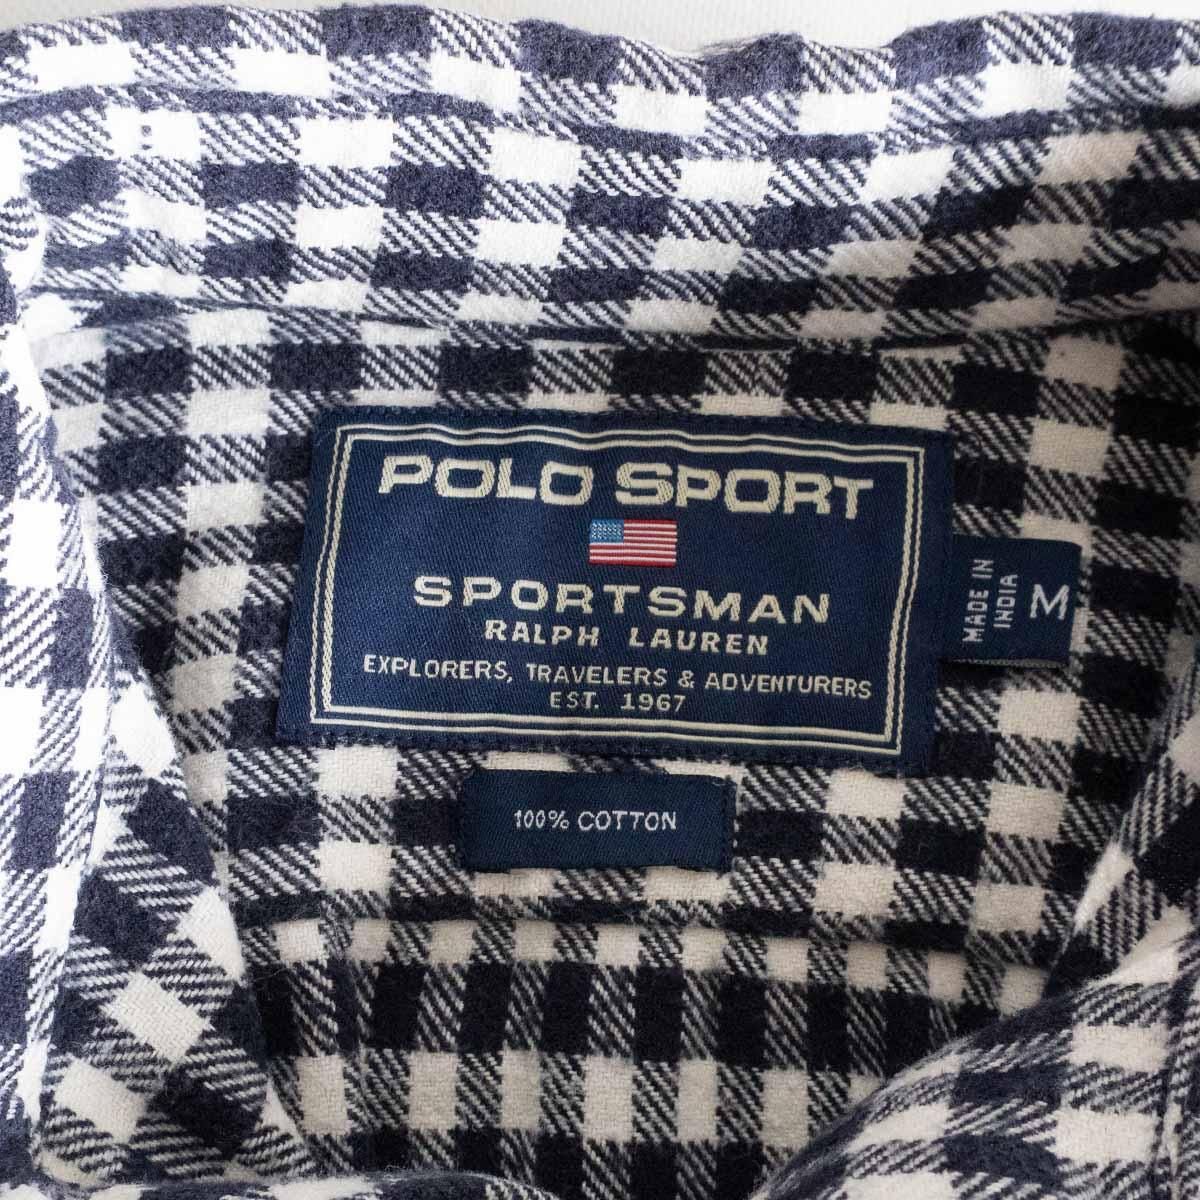 POLO SPORT
SPORTSMAN
RALPH LAUREN
EXPLORERS, TRAVELERS & ADVENTURERS
EST. 1967
MADE IN
INDIA
M
100% COTTON